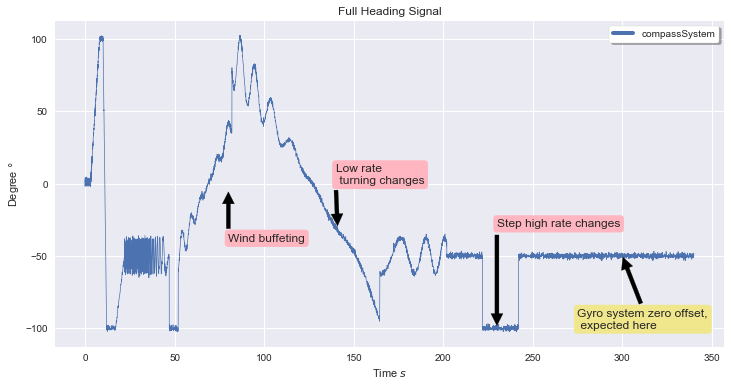 Full Heading Signal
compassSystem
100
50
0
−50
−100
Degree °
Low rate
turning changes
Wind buffeting
Step high rate changes
Gyro system zero offset,
expected here
0 50 100 150 200 250 300 350
Time s